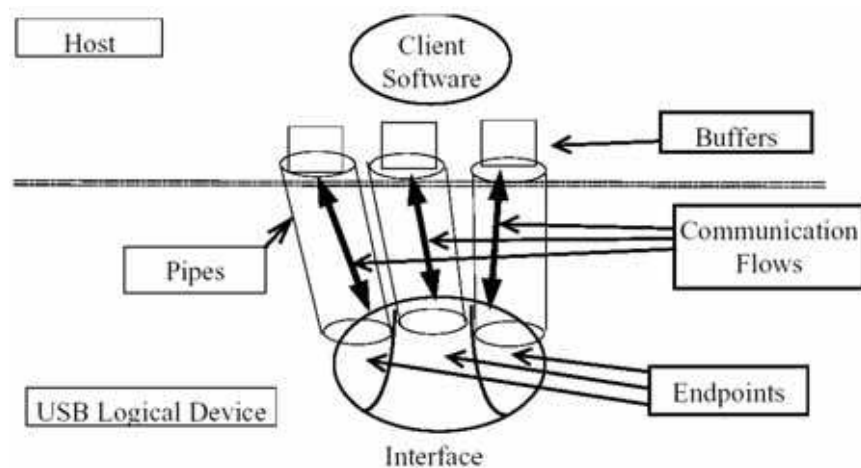 Host
Client
Software
Buffers
Communication
Flows
Pipes
Endpoints
USB Logical Device
Interface